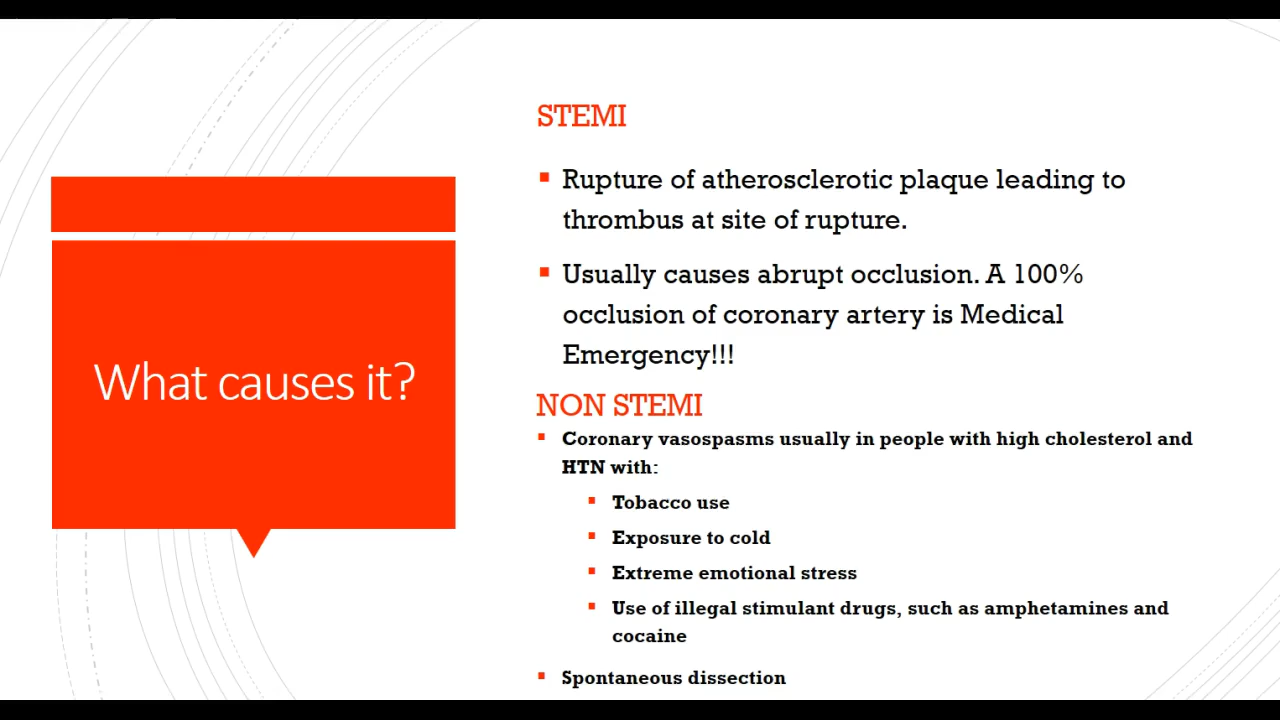 What causes it?
STEMI
Rupture of atherosclerotic plaque leading to
thrombus at site of rupture.
Usually causes abrupt occlusion. A 100%
occlusion of coronary artery is Medical
Emergency!!!
NON STEMI
Coronary vasospasms usually in people with high cholesterol and
HTN with:
Tobacco use
Exposure to cold
Extreme emotional stress
Use of illegal stimulant drugs, such as amphetamines and
cocaine
Spontaneous dissection